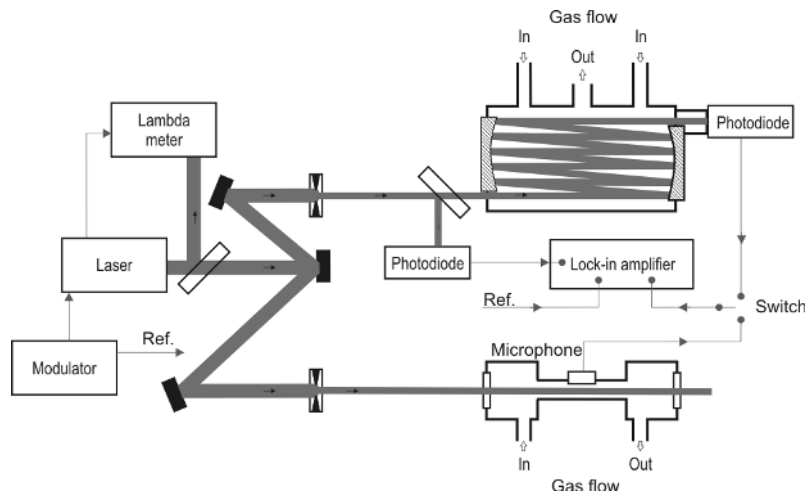 Gas flow
In
Out
In
Lambda
meter
Photodiode
Laser
Photodiode
Lock-in amplifier
Ref.
Switch
Ref.
Modulator
Microphone
In
Out
Gas flow